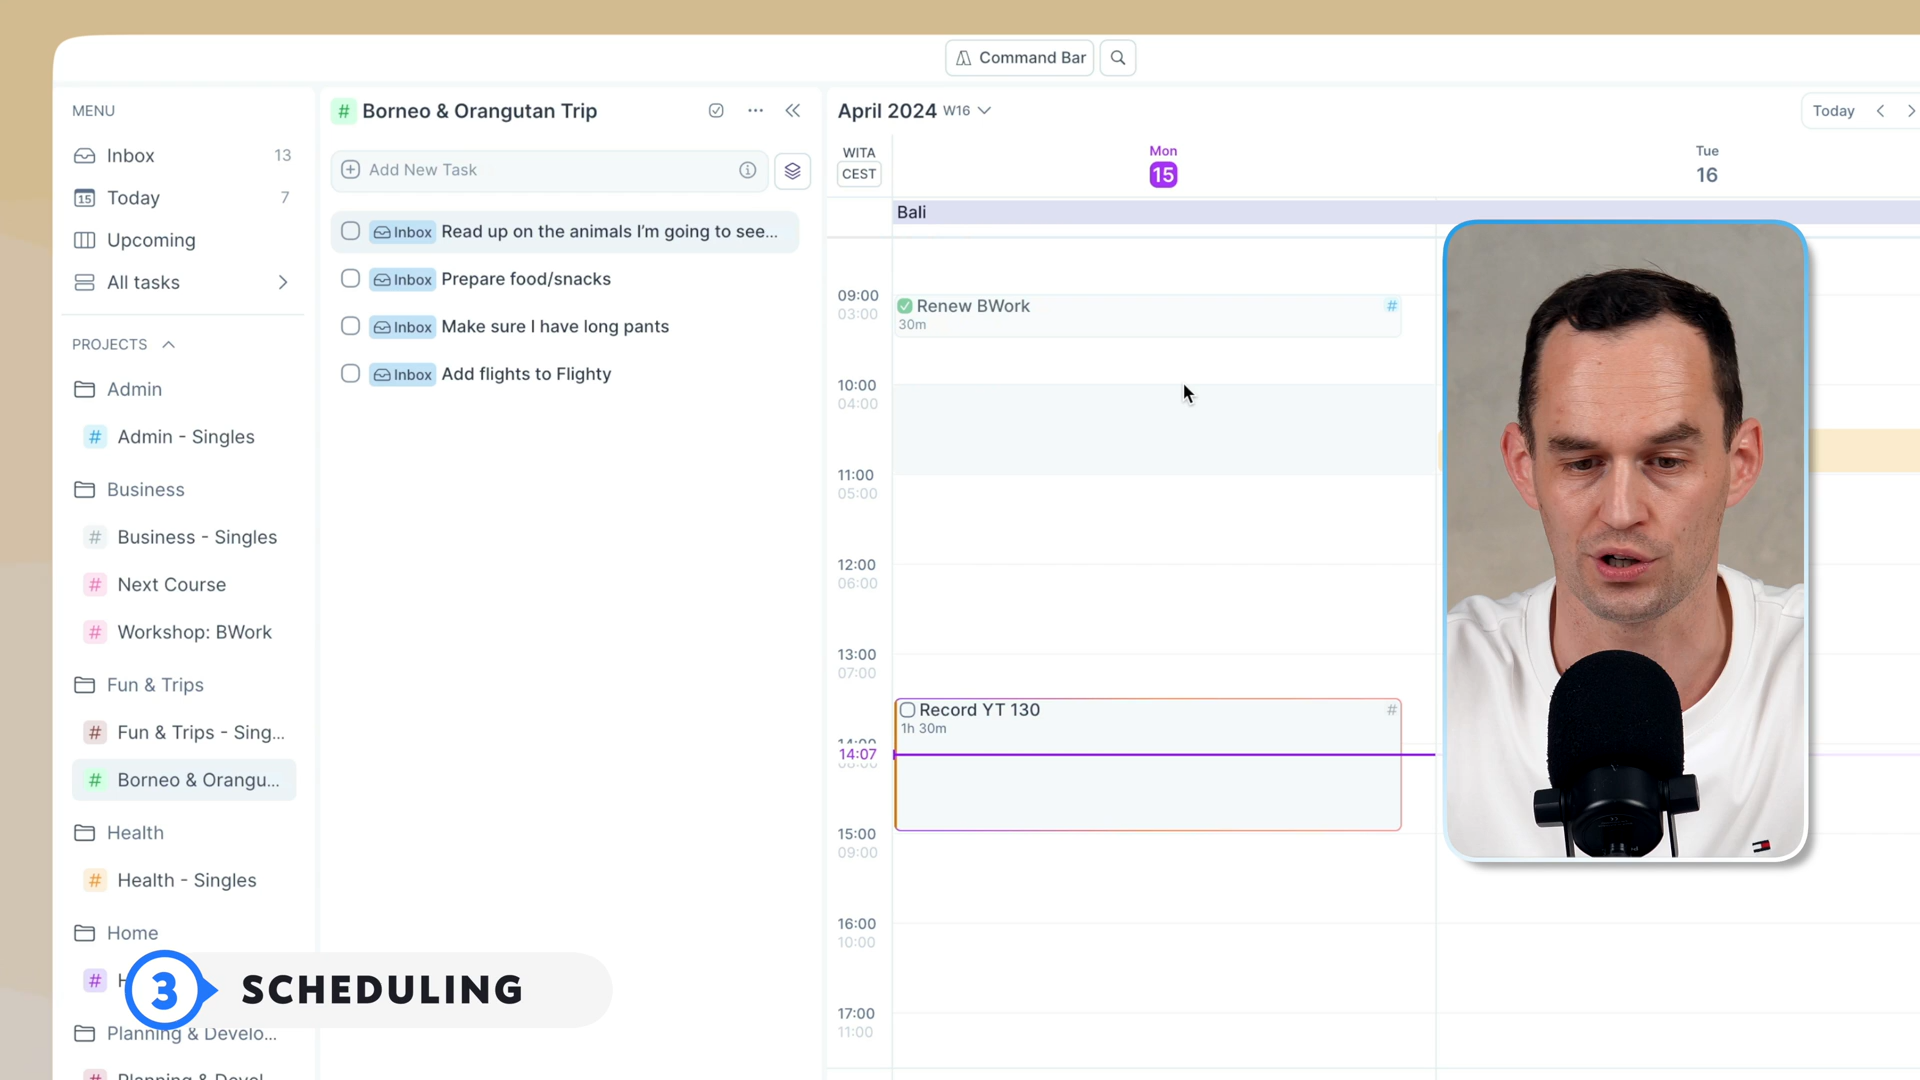 Command Bar
MENU
Inbox 13
15 Today 7
Upcoming
All tasks
PROJECTS
Admin
# Admin - Singles
Business
# Business - Singles
# Next Course
# Workshop: BWork
Fun & Trips
# Fun & Trips - Sing...
# Borneo & Orangu...
Health
# Health - Singles
Home
# H
Planning & Develo...
# Borneo & Orangutan Trip
Add New Task
Inbox Read up on the animals I'm going to see...
Inbox Prepare food/snacks
Inbox Make sure I have long pants
Inbox Add flights to Flighty
April 2024 W16
Today
WITA
CEST
Mon
15
Tue
16
Bali
09:00
03:00
Renew BWork #
30m
10:00
04:00
11:00
05:00
12:00
06:00
13:00
07:00
Record YT 130 #
1h 30m
14:07
15:00
09:00
16:00
10:00
17:00
11:00
3 SCHEDULING